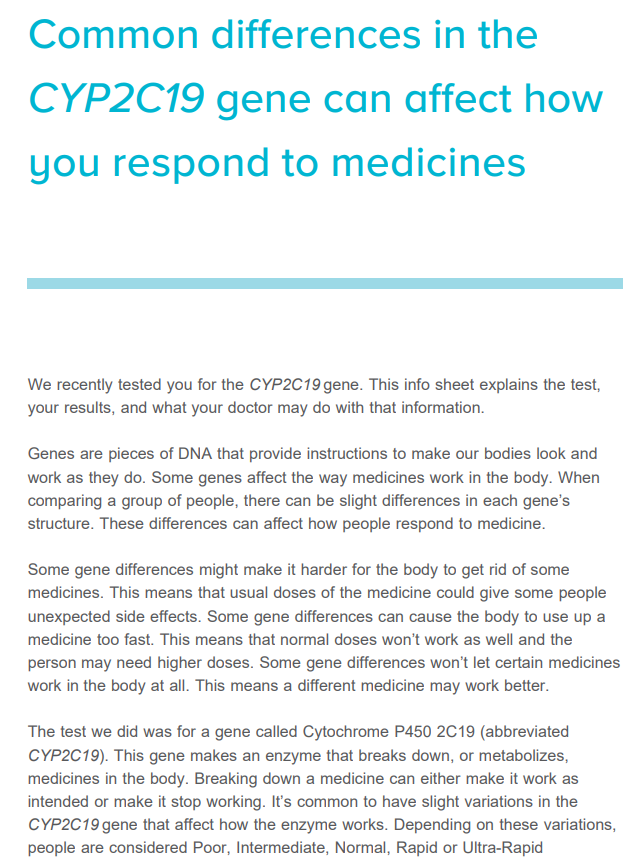 Common differences in the
CYP2C19 gene can affect how
you respond to medicines
We recently tested you for the CYP2C19 gene. This info sheet explains the test,
your results, and what your doctor may do with that information.
Genes are pieces of DNA that provide instructions to make our bodies look and
work as they do. Some genes affect the way medicines work in the body. When
comparing a group of people, there can be slight differences in each gene's
structure. These differences can affect how people respond to medicine.
Some gene differences might make it harder for the body to get rid of some
medicines. This means that usual doses of the medicine could give some people
unexpected side effects. Some gene differences can cause the body to use up a
medicine too fast. This means that normal doses won't work as well and the
person may need higher doses. Some gene differences won't let certain medicines
work in the body at all. This means a different medicine may work better.
The test we did was for a gene called Cytochrome P450 2C19 (abbreviated
CYP2C19). This gene makes an enzyme that breaks down, or metabolizes,
medicines in the body. Breaking down a medicine can either make it work as
intended or make it stop working. It's common to have slight variations in the
CYP2C19 gene that affect how the enzyme works. Depending on these variations,
people are considered Poor, Intermediate, Normal, Rapid or Ultra-Rapid